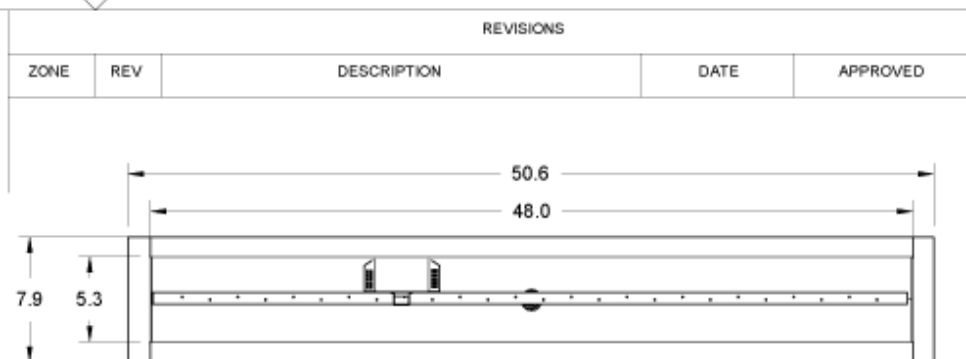 REVISIONS
ZONE REV DESCRIPTION DATE APPROVED
50.6
48.0
7.9 5.3